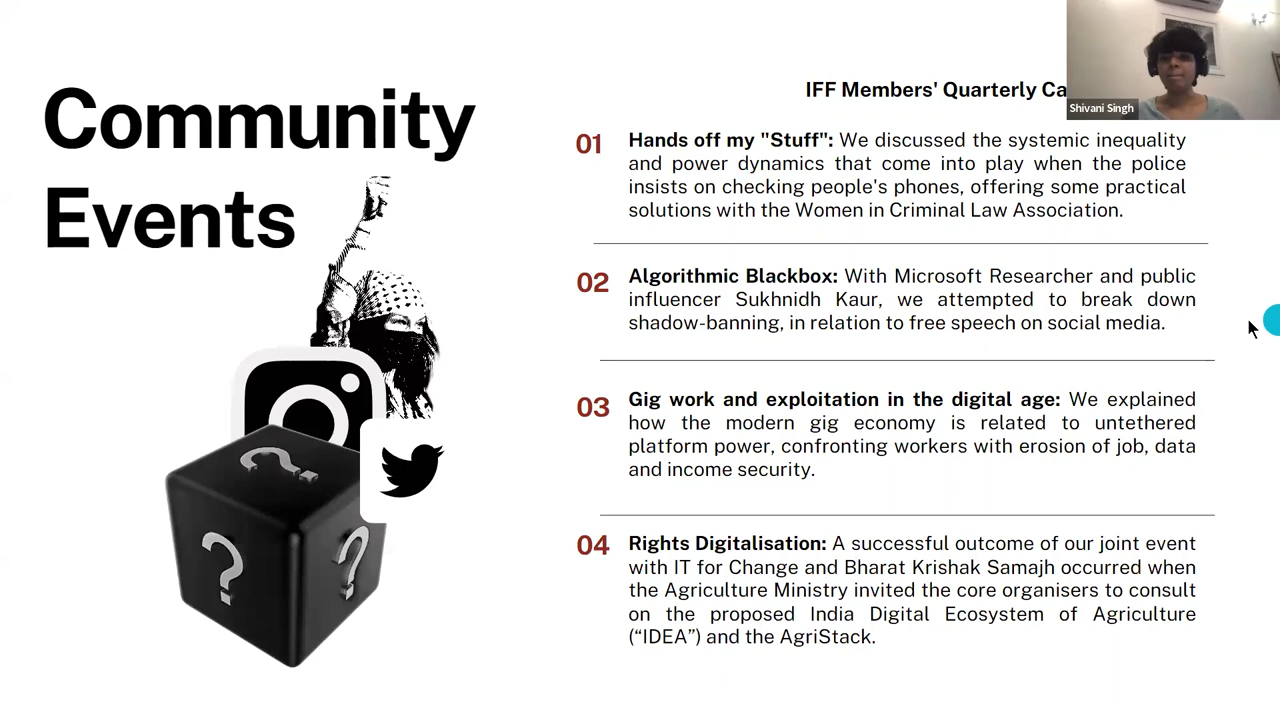 Community
Events
IFF Members' Quarterly Ca
Shivani Singh
01
Hands off my "Stuff": We discussed the systemic inequality
and power dynamics that come into play when the police
insists on checking people's phones, offering some practical
solutions with the Women in Criminal Law Association.
02
Algorithmic Blackbox: With Microsoft Researcher and public
influencer Sukhnidh Kaur, we attempted to break down
shadow-banning, in relation to free speech on social media.
03
Gig work and exploitation in the digital age: We explained
how the modern gig economy is related to untethered
platform power, confronting workers with erosion of job, data
and income security.
04
Rights Digitalisation: A successful outcome of our joint event
with IT for Change and Bharat Krishak Samajh occurred when
the Agriculture Ministry invited the core organisers to consult
on the proposed India Digital Ecosystem of Agriculture
(“IDEA”) and the AgriStack.
?
?
?